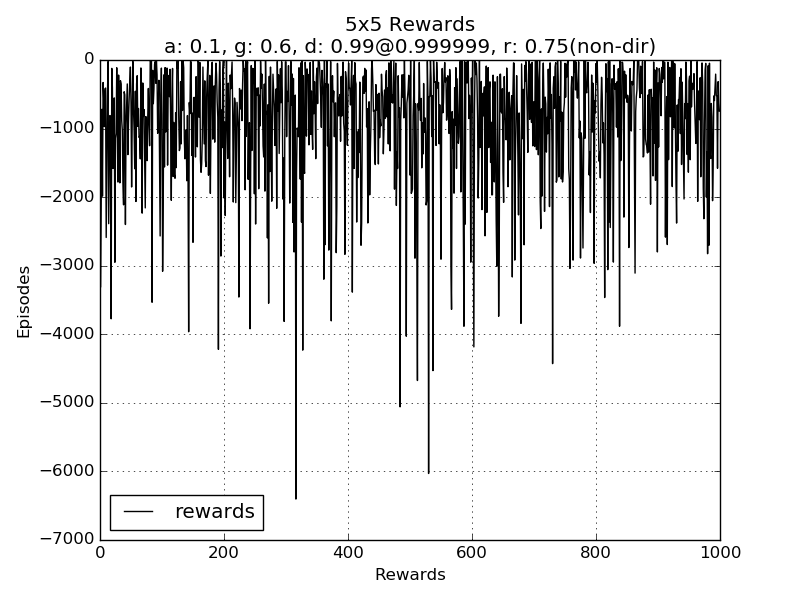 5x5 Rewards
a: 0.1, g: 0.6, d: 0.99@0.999999, r: 0.75(non-dir)
0
−1000
−2000
−3000
−4000
−5000
−6000
−7000
Episodes
rewards
0 200 400 600 800 1000
Rewards